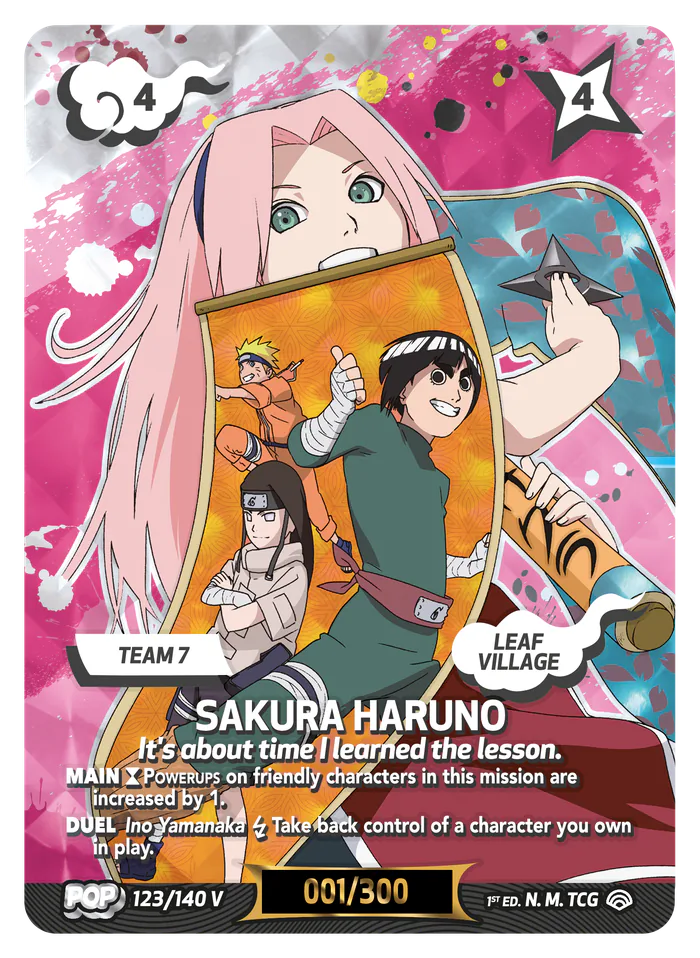 4
4
TEAM 7
LEAF
VILLAGE
SAKURA HARUNO
It's about time I learned the lesson.
MAIN POWERUPS on friendly characters in this mission are
increased by 1.
DUEL Ino Yamanaka Take back control of a character you own
in play.
POP 123/140 V
001/300
1ST ED. N. M. TCG